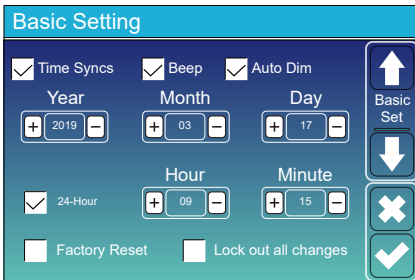 Basic Setting
Time Syncs Beep Auto Dim
Year Month Day
+ 2019 − + 03 − + 17 −
Basic
Set
Hour Minute
24-Hour + 09 − + 15 −
Factory Reset Lock out all changes